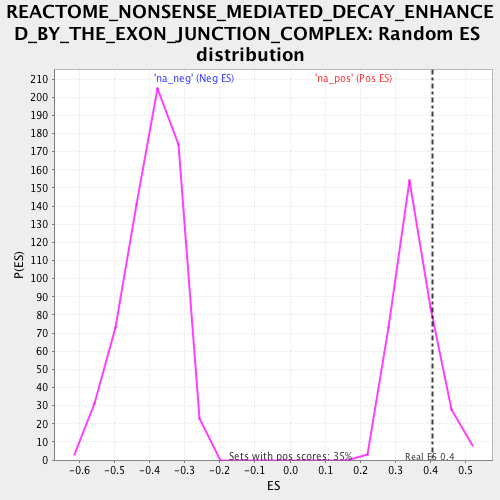 REACTOME_NONSENSE_MEDIATED_DECAY_ENHANCE
D_BY_THE_EXON_JUNCTION_COMPLEX: Random ES
distribution
'na_neg' (Neg ES) 'na_pos' (Pos ES)
210
200
190
180
170
160
150
140
130
120
110
100
90
80
70
60
50
40
30
20
10
0
P(ES)
Sets with pos scores: 35%
Real ES 0.4
-0.6 -0.5 -0.4 -0.3 -0.2 -0.1 0.0 0.1 0.2 0.3 0.4 0.5
ES